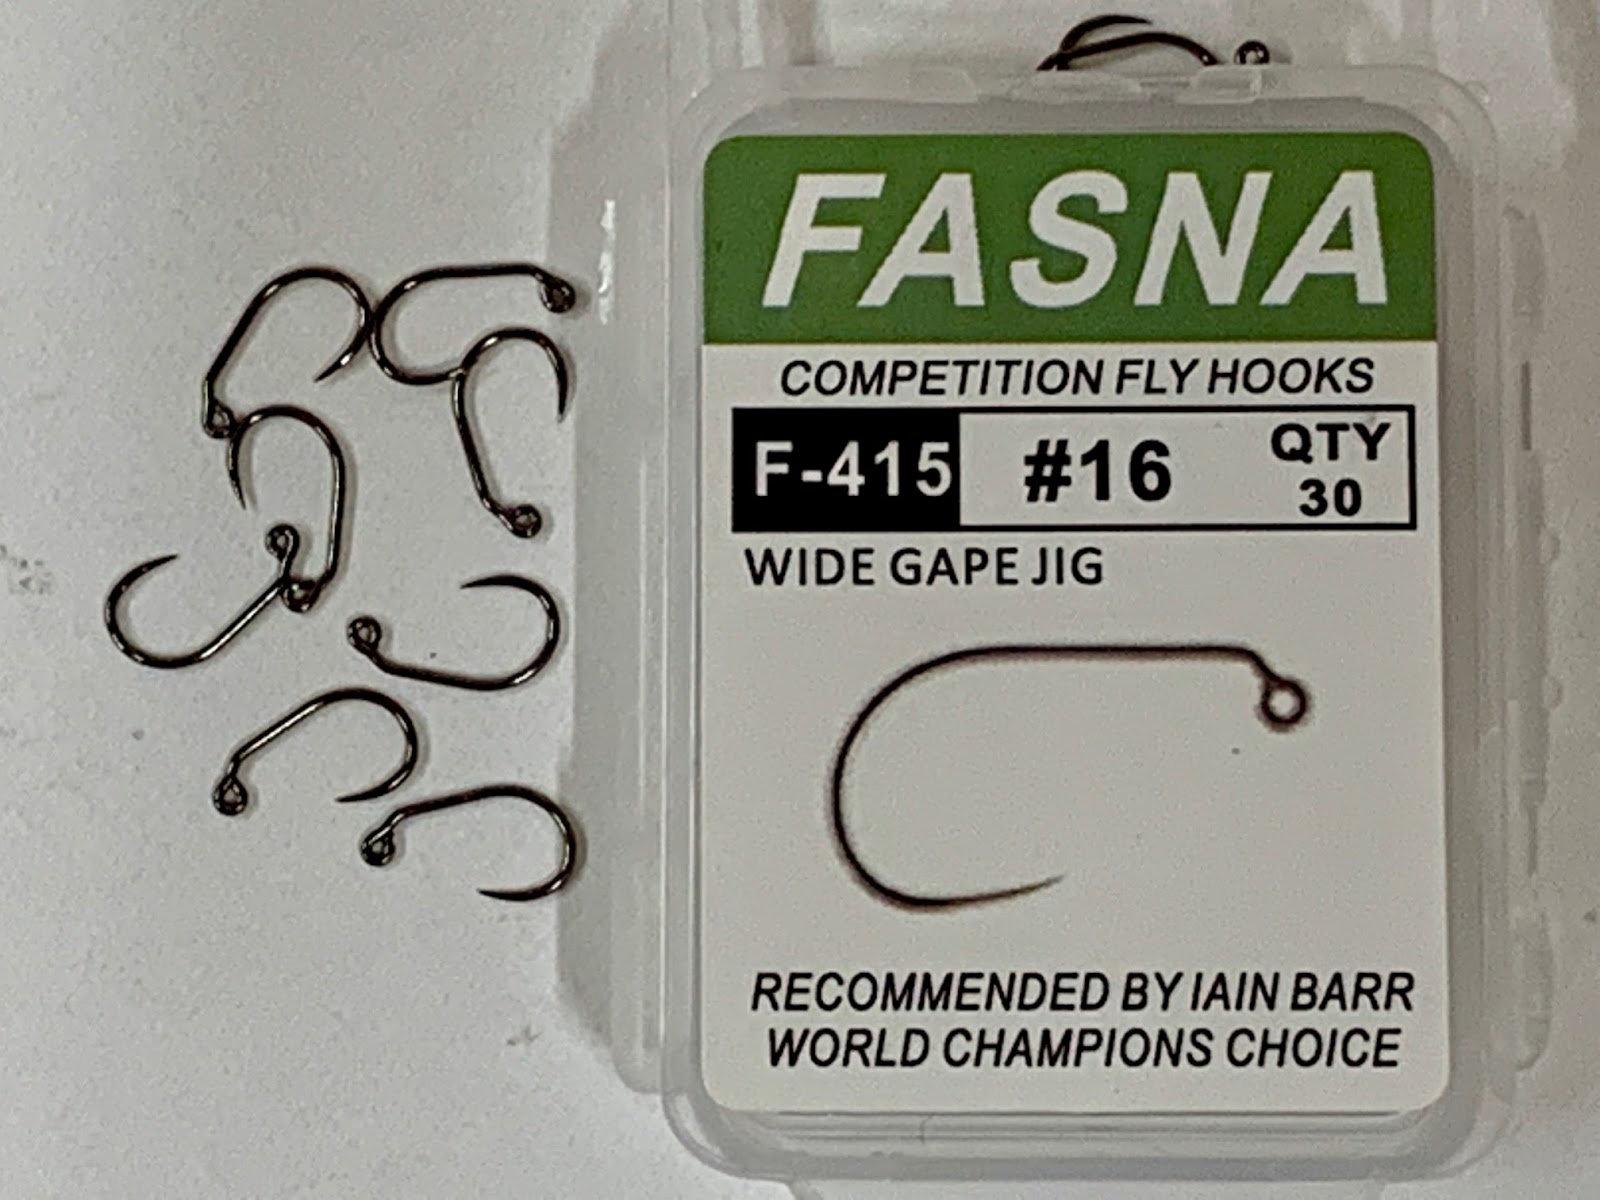 FASNA
COMPETITION FLY HOOKS
F-415 #16 QTY 30
WIDE GAPE JIG
RECOMMENDED BY IAIN BARR
WORLD CHAMPIONS CHOICE